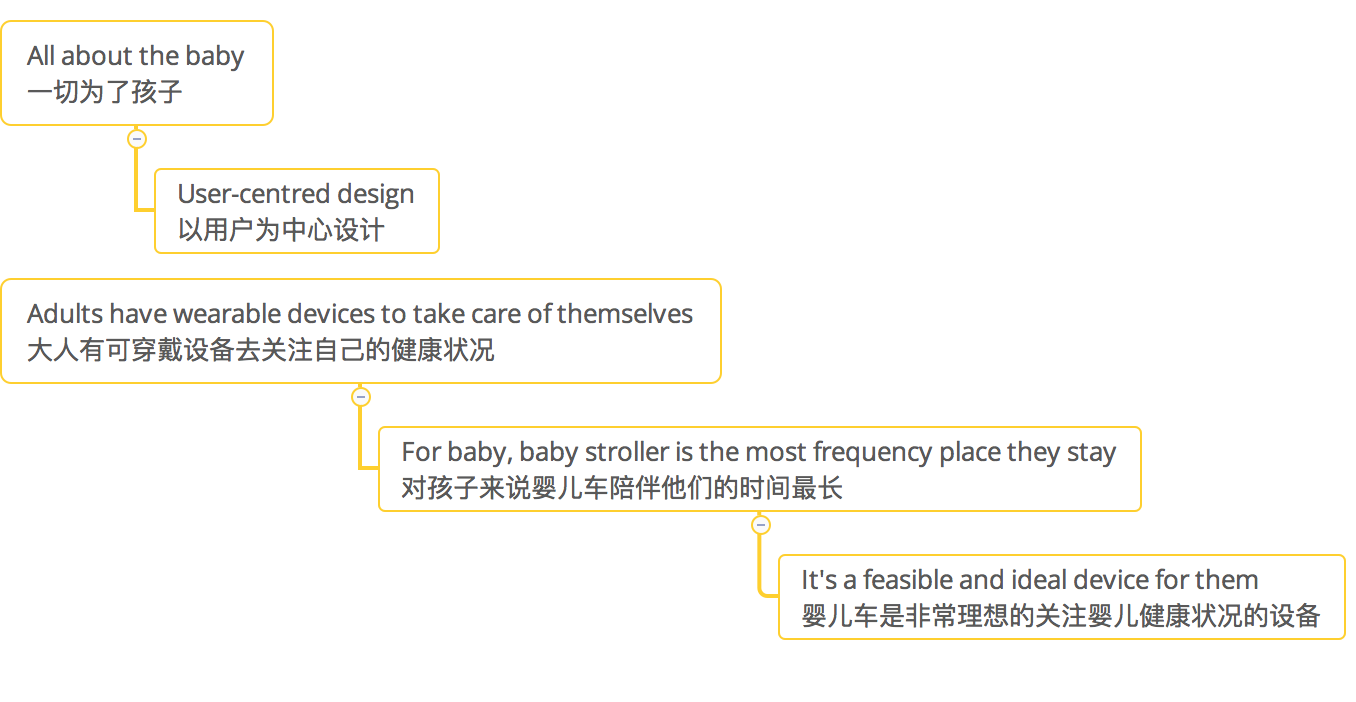 All about the baby
一切为了孩子
User-centred design
以用户为中心设计
Adults have wearable devices to take care of themselves
大人有可穿戴设备去关注自己的健康状况
For baby, baby stroller is the most frequency place they stay
对孩子来说婴儿车陪伴他们的时间最长
It's a feasible and ideal device for them
婴儿车是非常理想的关注婴儿健康状况的设备